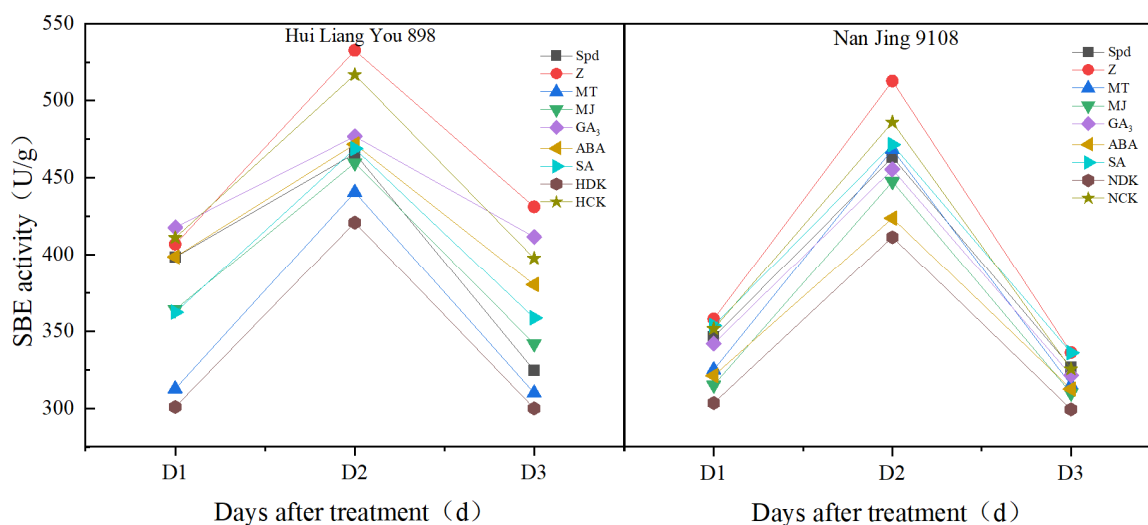 Hui Liang You 898
Nan Jing 9108
550
500
450
400
350
300
SBE activity（U/g）
Spd
Z
MT
MJ
GA₃
ABA
SA
HDK
HCK
Spd
Z
MT
MJ
GA₃
ABA
SA
NDK
NCK
D1 D2 D3 D1 D2 D3
Days after treatment（d） Days after treatment（d）